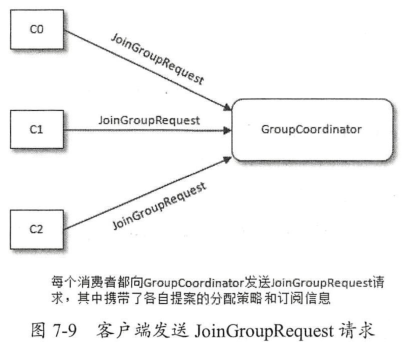 C0
JoinGroupRequest
C1
JoinGroupRequest
GroupCoordinator
JoinGroupRequest
C2
每个消费者都向GroupCoordinator发送JoinGroupRequest请
求，其中携带了各自提案的分配策略和订阅信息
图 7-9 客户端发送 JoinGroupRequest 请求